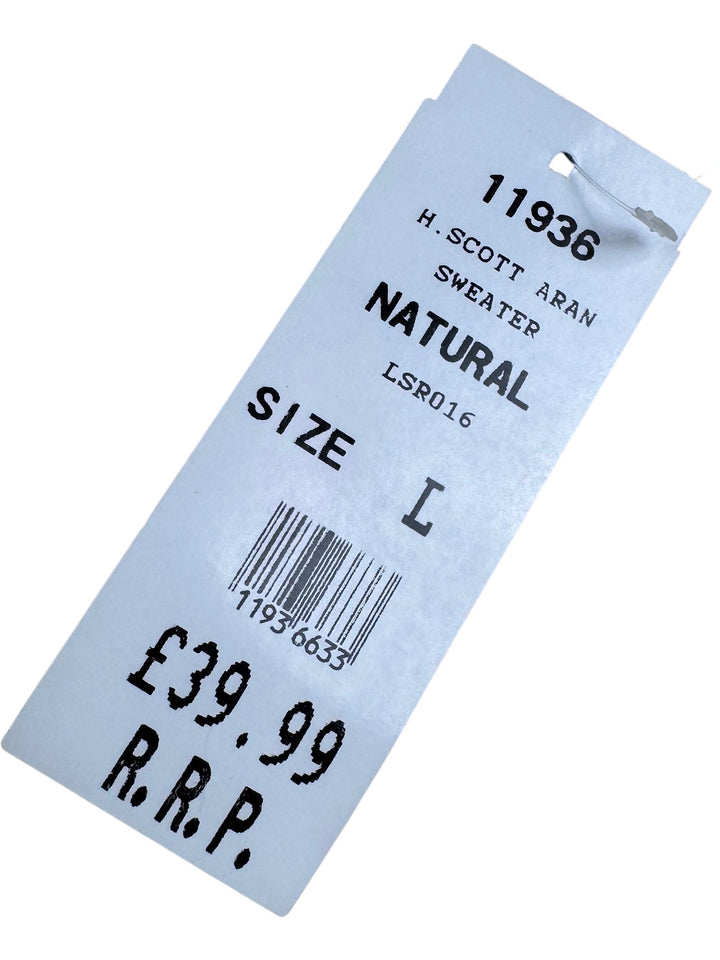 11936
H.SCOTT ARAN
SWEATER
NATURAL
LSR016
SIZE L
11936633
£39.99
R.R.P.